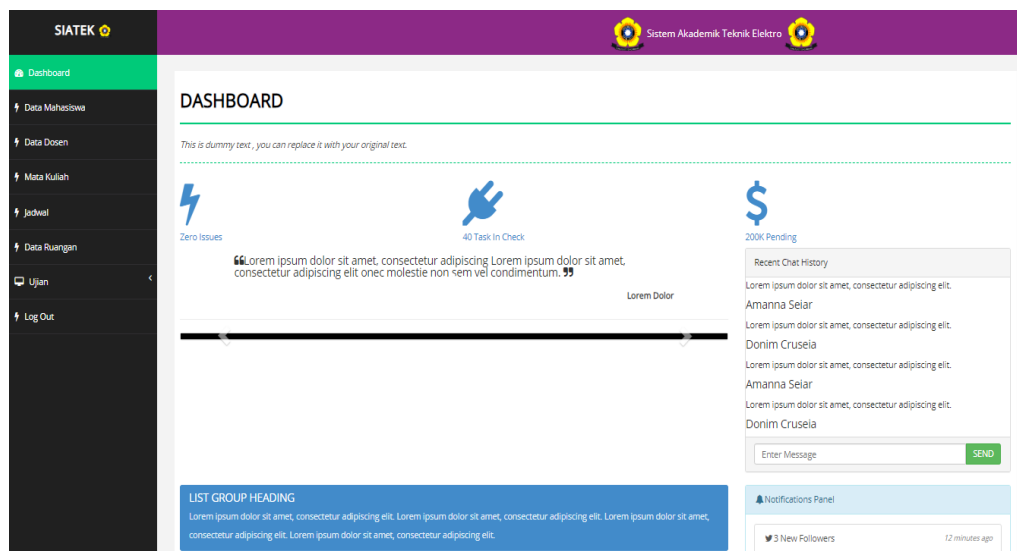 SIATEK
Sistem Akademik Teknik Elektro
Dashboard
Data Mahasiswa
Data Dosen
Mata Kuliah
Jadwal
Data Ruangan
Ujian
Log Out
DASHBOARD
This is dummy text , you can replace it with your original text.
Zero Issues
40 Task In Check
200K Pending
❝Lorem ipsum dolor sit amet, consectetur adipiscing Lorem ipsum dolor sit amet,
consectetur adipiscing elit onec molestie non sem vel condimentum. ❞
Lorem Dolor
Recent Chat History
Lorem ipsum dolor sit amet, consectetur adipiscing elit.
Amanna Seiar
Lorem ipsum dolor sit amet, consectetur adipiscing elit.
Donim Cruseia
Lorem ipsum dolor sit amet, consectetur adipiscing elit.
Amanna Seiar
Lorem ipsum dolor sit amet, consectetur adipiscing elit.
Donim Cruseia
Enter Message
SEND
LIST GROUP HEADING
Lorem ipsum dolor sit amet, consectetur adipiscing elit. Lorem ipsum dolor sit amet, consectetur adipiscing elit. Lorem ipsum dolor sit amet,
consectetur adipiscing elit. Lorem ipsum dolor sit amet, consectetur adipiscing elit.
Notifications Panel
3 New Followers
12 minutes ago